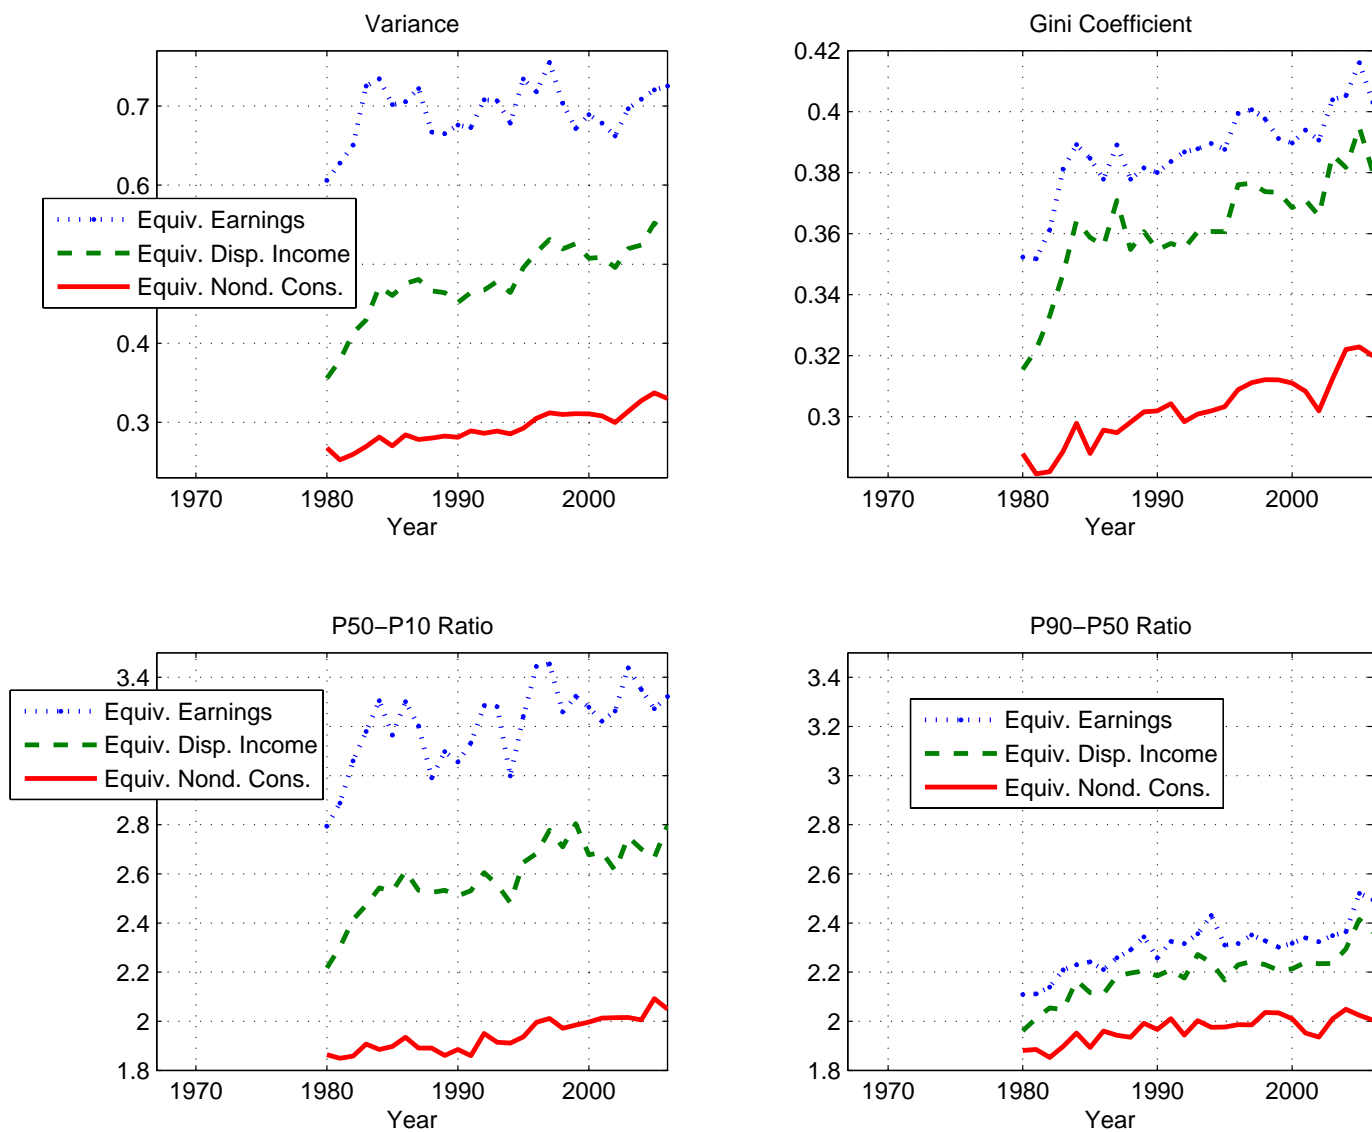 Variance
0.7
0.6
0.4
0.3
Equiv. Earnings
Equiv. Disp. Income
Equiv. Nond. Cons.
1970 1980 1990 2000
Year
Gini Coefficient
0.42
0.4
0.38
0.36
0.34
0.32
0.3
1970 1980 1990 2000
Year
P50−P10 Ratio
3.4
2.8
2.6
2.4
2.2
2
1.8
Equiv. Earnings
Equiv. Disp. Income
Equiv. Nond. Cons.
1970 1980 1990 2000
Year
P90−P50 Ratio
3.4
3.2
3
2.8
2.6
2.4
2.2
2
1.8
Equiv. Earnings
Equiv. Disp. Income
Equiv. Nond. Cons.
1970 1980 1990 2000
Year